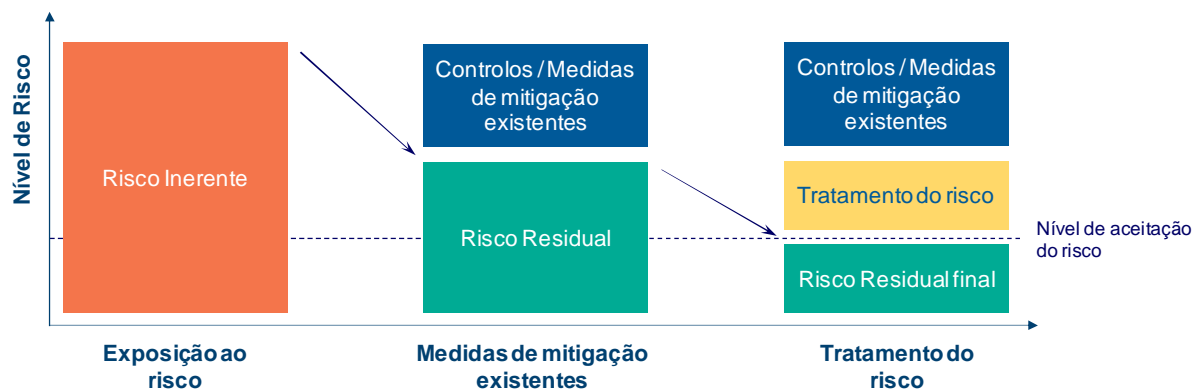 Nível de Risco
Risco Inerente
Controlos / Medidas
de mitigação
existentes
Risco Residual
Controlos / Medidas
de mitigação
existentes
Tratamento do risco
Risco Residual final
Nível de aceitação
do risco
Exposição ao
risco
Medidas de mitigação
existentes
Tratamento do
risco